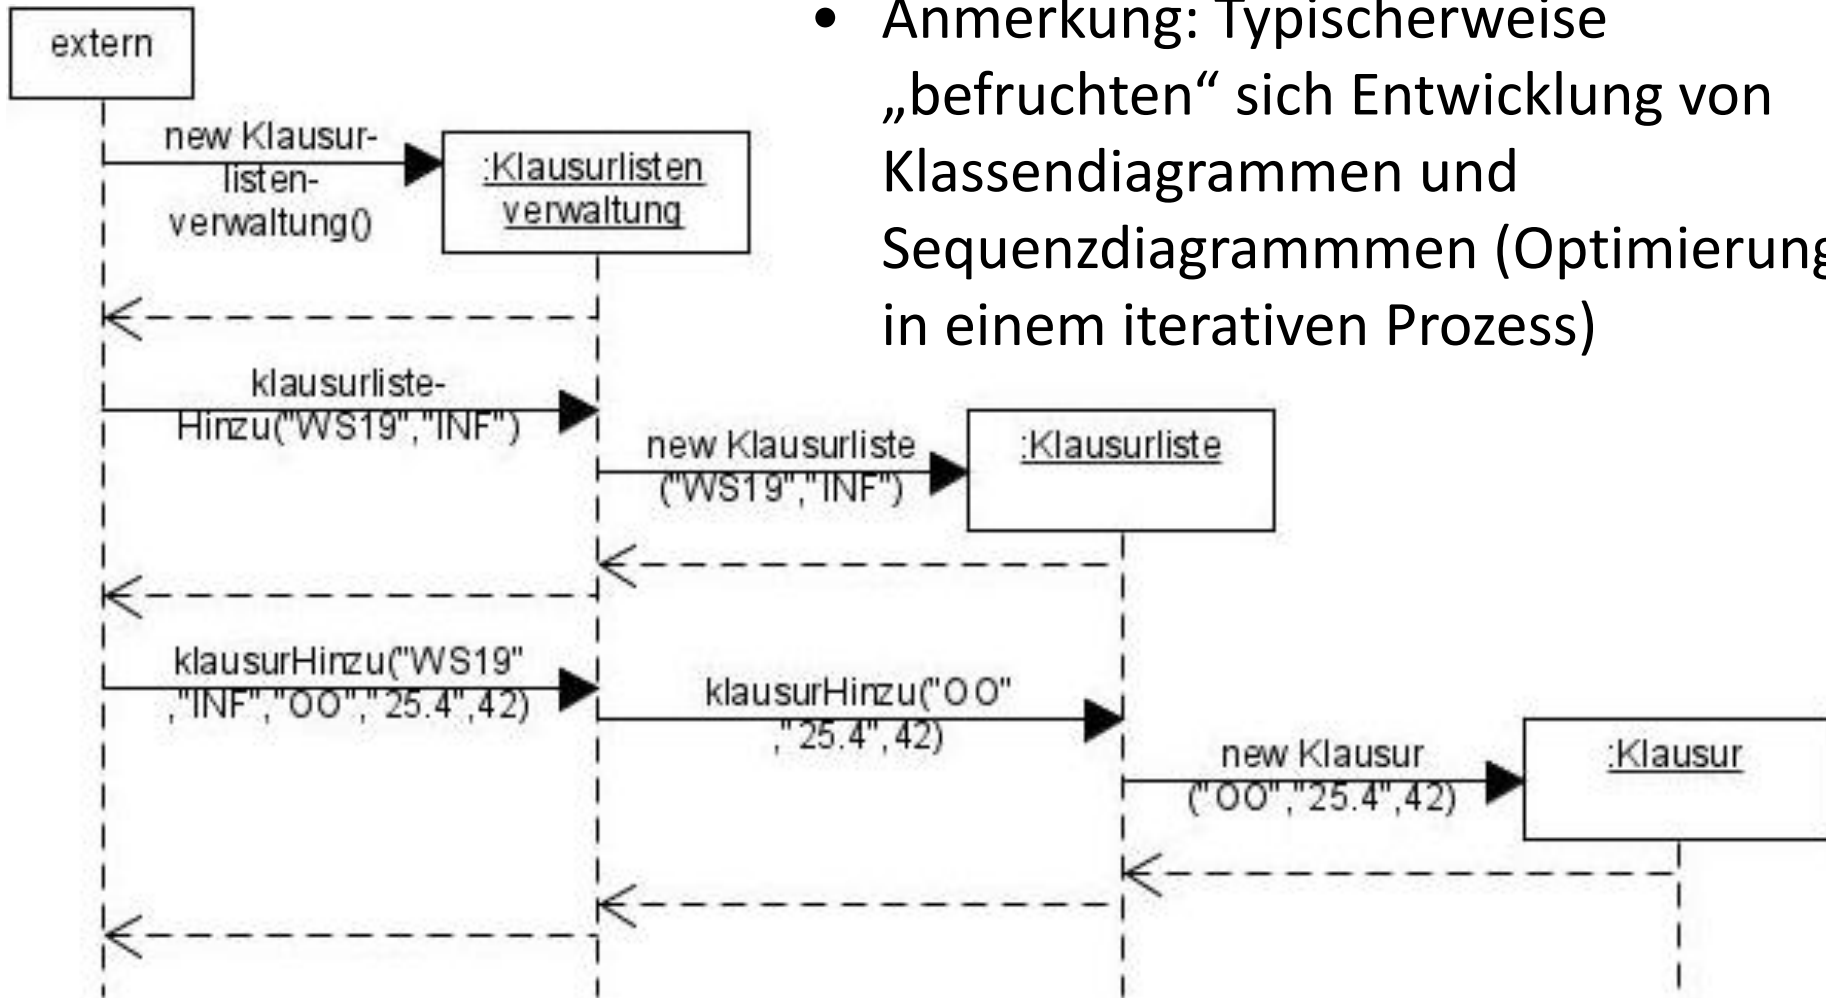 extern
• Anmerkung: Typischerweise
„befruchten“ sich Entwicklung von
Klassendiagrammen und
Sequenzdiagrammmen (Optimierung
in einem iterativen Prozess)
new Klausur-
listen-
verwaltung()
:Klausurlisten
verwaltung
klausurliste-
Hinzu("WS19","INF")
new Klausurliste
("WS19","INF")
:Klausurliste
klausurHinzu("WS19"
,"INF","OO","25.4",42)
klausurHinzu("OO"
,"25.4",42)
new Klausur
("OO","25.4",42)
:Klausur